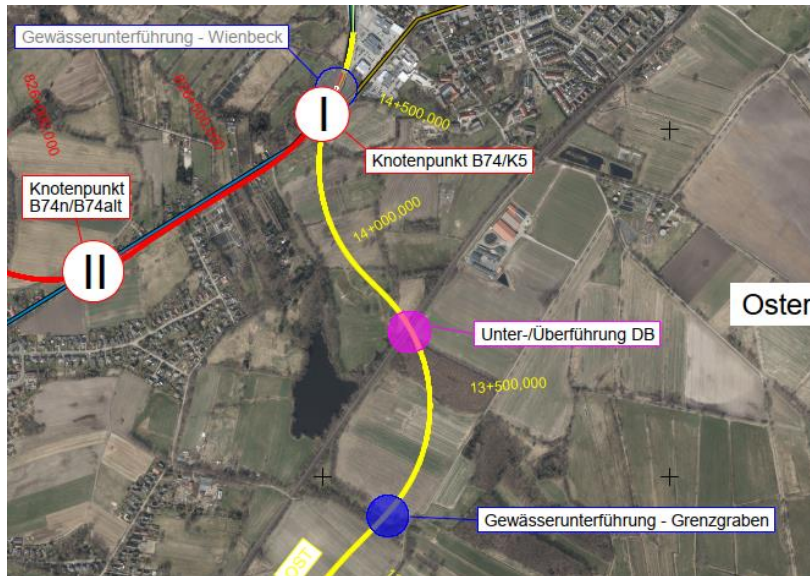 Gewässerunterführung - Wienbeck
14+500,000
I
Knotenpunkt B74/K5
Knotenpunkt
B74n/B74alt
II
14+000,000
Oster
Unter-/Überführung DB
13+500,000
Gewässerunterführung - Grenzgraben
OST